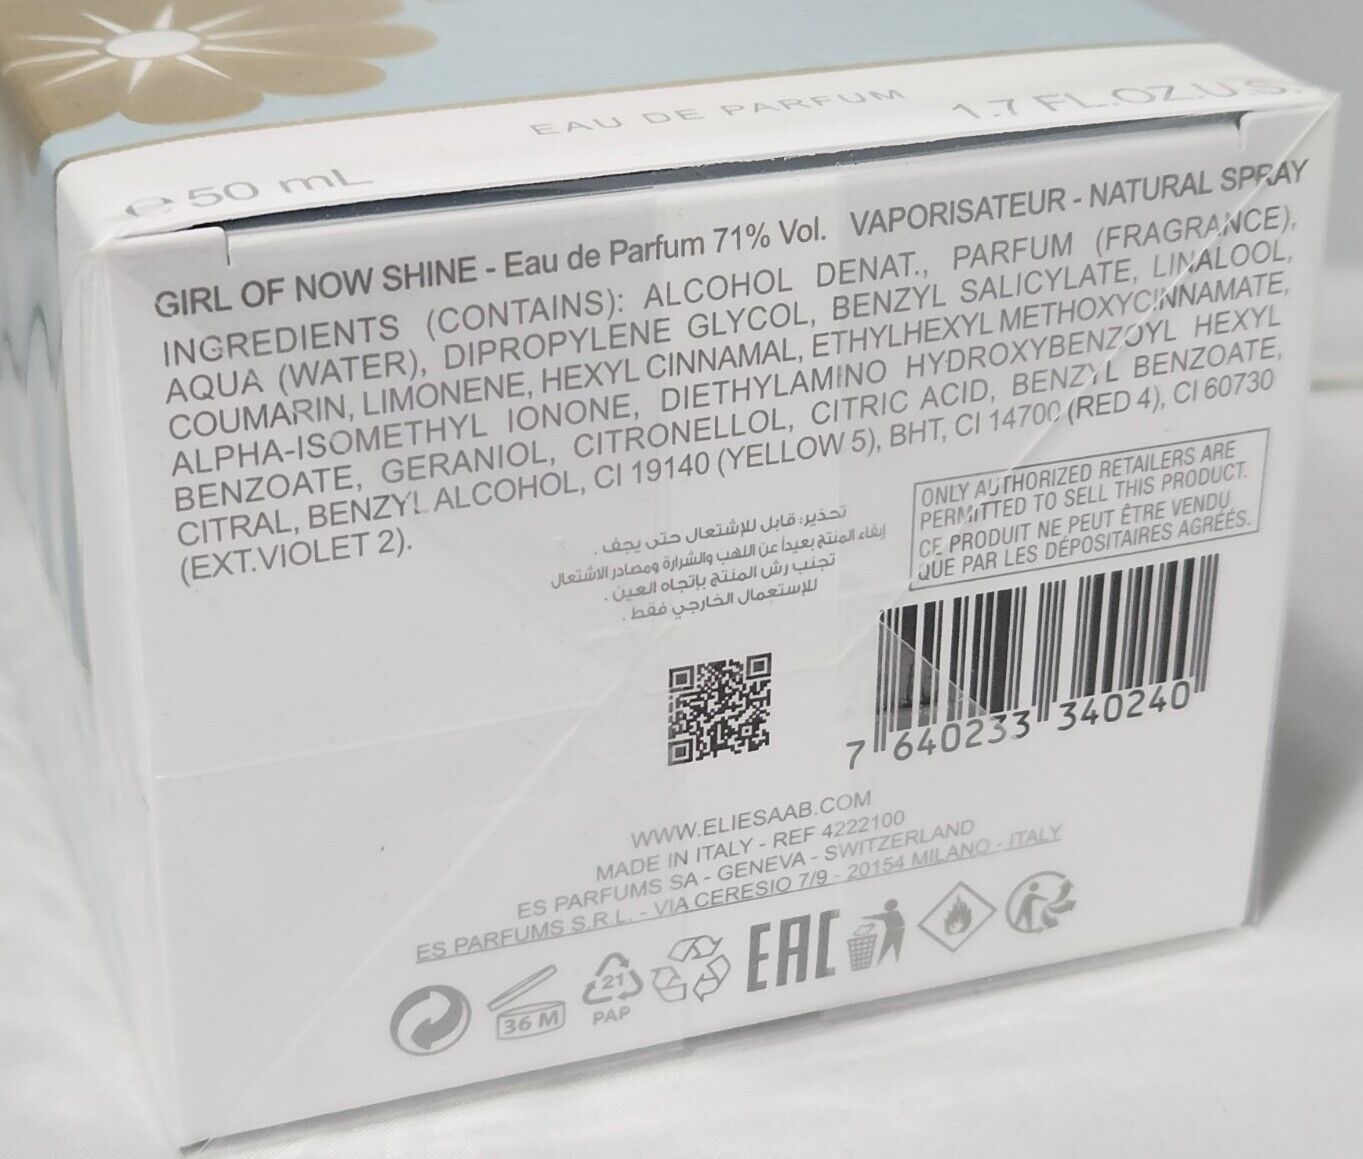 EAU DE PARFUM
1.7 FL.OZ.U.S.
e 50 mL
GIRL OF NOW SHINE - Eau de Parfum 71% Vol. VAPORISATEUR - NATURAL SPRAY
INGREDIENTS (CONTAINS): ALCOHOL DENAT., PARFUM (FRAGRANCE),
AQUA (WATER), DIPROPYLENE GLYCOL, BENZYL SALICYLATE, LINALOOL,
COUMARIN, LIMONENE, HEXYL CINNAMAL, ETHYLHEXYL METHOXYCINNAMATE,
ALPHA-ISOMETHYL IONONE, DIETHYLAMINO HYDROXYBENZOYL HEXYL
BENZOATE, GERANIOL, CITRONELLOL, CITRIC ACID, BENZYL BENZOATE,
CITRAL, BENZYL ALCOHOL, CI 19140 (YELLOW 5), BHT, CI 14700 (RED 4), CI 60730
(EXT.VIOLET 2).
تحذير: قابل للإشتعال حتى يجف .
إبقاء المنتج بعيدا عن اللهب والشرارة ومصادر الاشتعال
تجنب رش المنتج بإتجاه العين .
للإستعمال الخارجي فقط .
ONLY AUTHORIZED RETAILERS ARE
PERMITTED TO SELL THIS PRODUCT.
CE PRODUIT NE PEUT ÊTRE VENDU
QUE PAR LES DÉPOSITAIRES AGRÉÉS.
7 640233 340240
WWW.ELIESAAB.COM
MADE IN ITALY - REF 4222100
ES PARFUMS SA - GENEVA - SWITZERLAND
ES PARFUMS S.R.L. - VIA CERESIO 7/9 - 20154 MILANO - ITALY
36 M
21
PAP
EAC